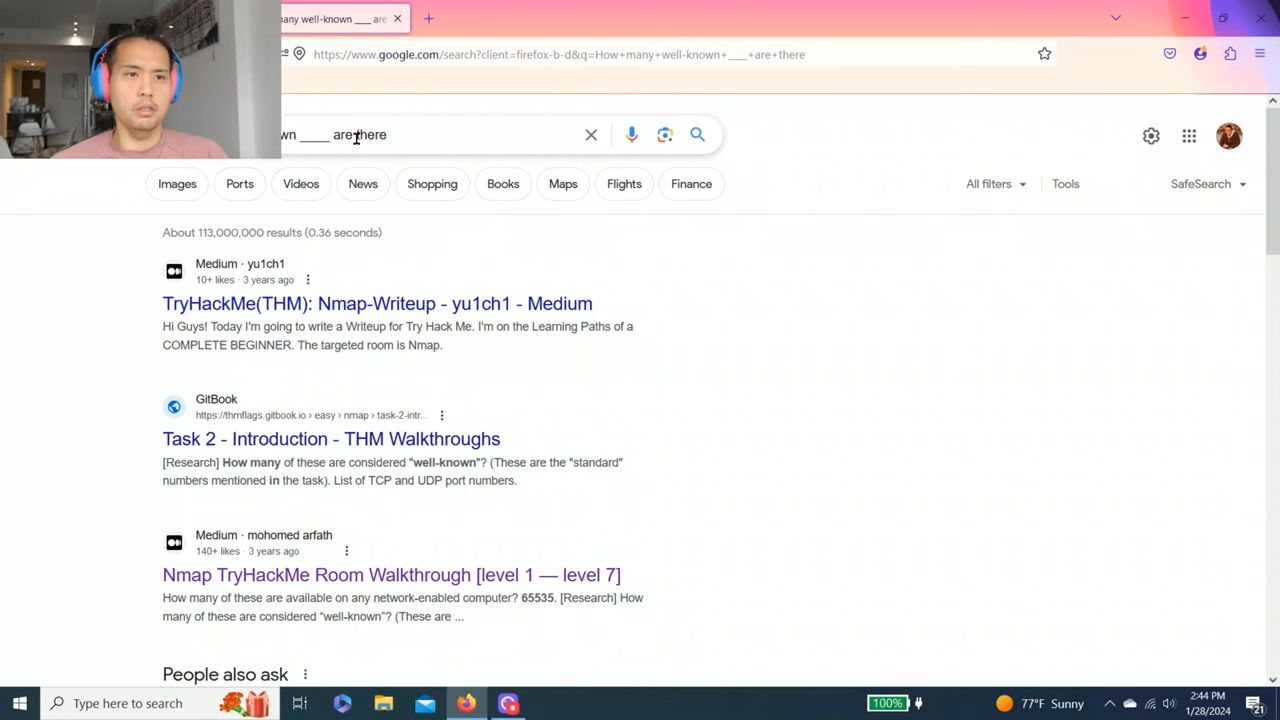 any well-known ___ are
https://www.google.com/search?client=firefox-b-d&q=How+many+well-known+___+are+there
wn ____ are there
Images
Ports
Videos
News
Shopping
Books
Maps
Flights
Finance
All filters
Tools
SafeSearch
About 113,000,000 results (0.36 seconds)
Medium · yu1ch1
10+ likes · 3 years ago
TryHackMe(THM): Nmap-Writeup - yu1ch1 - Medium
Hi Guys! Today I'm going to write a Writeup for Try Hack Me. I'm on the Learning Paths of a
COMPLETE BEGINNER. The targeted room is Nmap.
GitBook
https://thmflags.gitbook.io › easy › nmap › task-2-intr...
Task 2 - Introduction - THM Walkthroughs
[Research] How many of these are considered "well-known"? (These are the "standard"
numbers mentioned in the task). List of TCP and UDP port numbers.
Medium · mohomed arfath
140+ likes · 3 years ago
Nmap TryHackMe Room Walkthrough [level 1 — level 7]
How many of these are available on any network-enabled computer? 65535. [Research] How
many of these are considered “well-known”? (These are ...
People also ask
Type here to search
100%
77°F Sunny
2:44 PM
1/28/2024
21